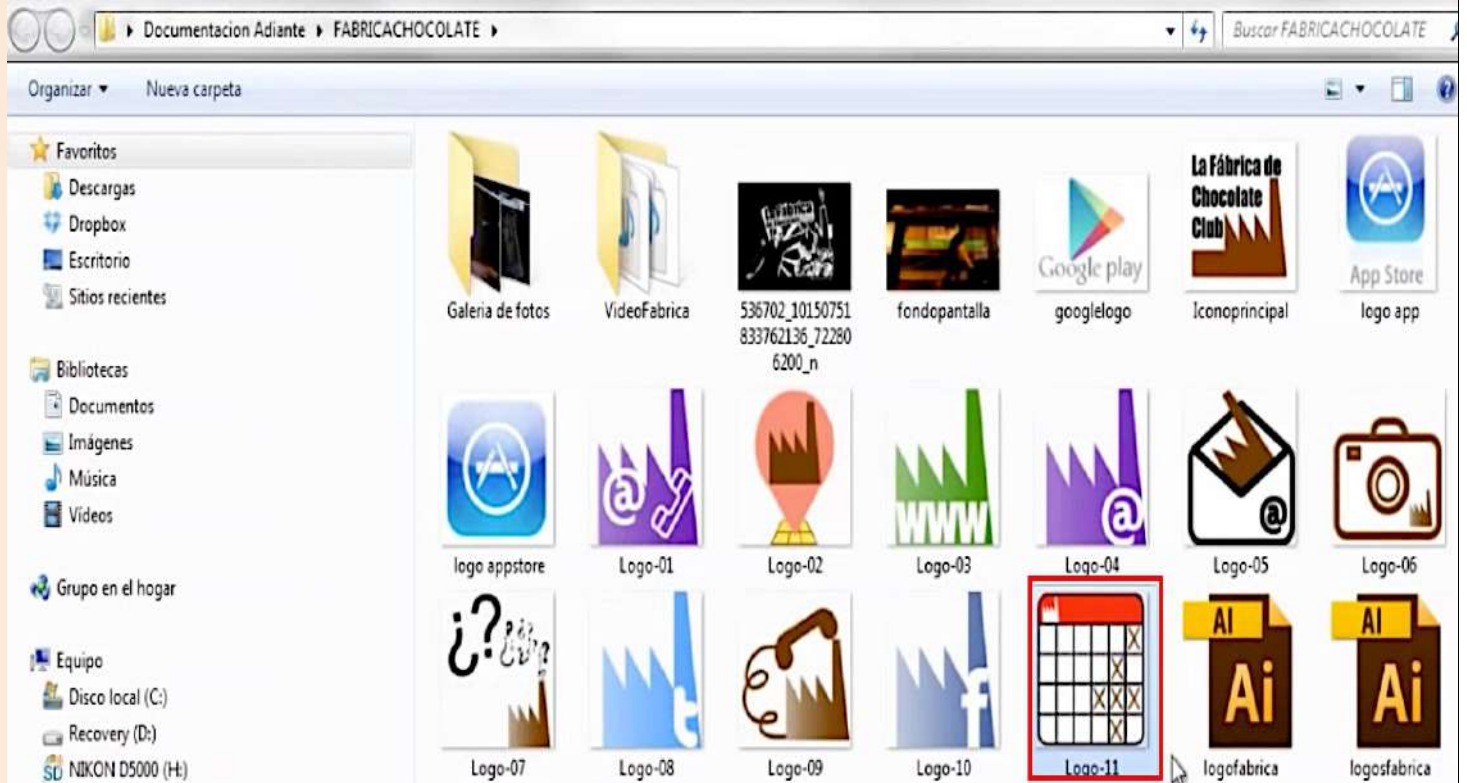 Documentacion Adiante ▸ FABRICACHOCOLATE ▸
Buscar FABRICACHOCOLATE
Organizar
Nueva carpeta
Favoritos
Descargas
Dropbox
Escritorio
Sitios recientes
Bibliotecas
Documentos
Imágenes
Música
Vídeos
Grupo en el hogar
Equipo
Disco local (C:)
Recovery (D:)
NIKON D5000 (H:)
La Fábrica de
Chocolate
Club
Google play
App Store
Galeria de fotos
VideoFabrica
536702_10150751
833762136_72280
6200_n
fondopantalla
googlelogo
Iconoprincipal
logo app
@
www
@
@
logo appstore
Logo-01
Logo-02
Logo-03
Logo-04
Logo-05
Logo-06
¿?
t
f
AI
Ai
AI
Ai
Logo-07
Logo-08
Logo-09
Logo-10
Logo-11
logofabrica
logosfabrica